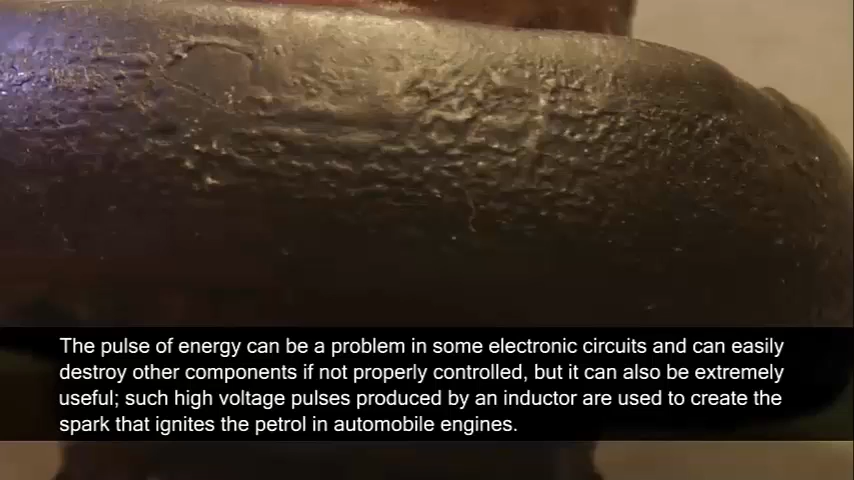 The pulse of energy can be a problem in some electronic circuits and can easily
destroy other components if not properly controlled, but it can also be extremely
useful; such high voltage pulses produced by an inductor are used to create the
spark that ignites the petrol in automobile engines.